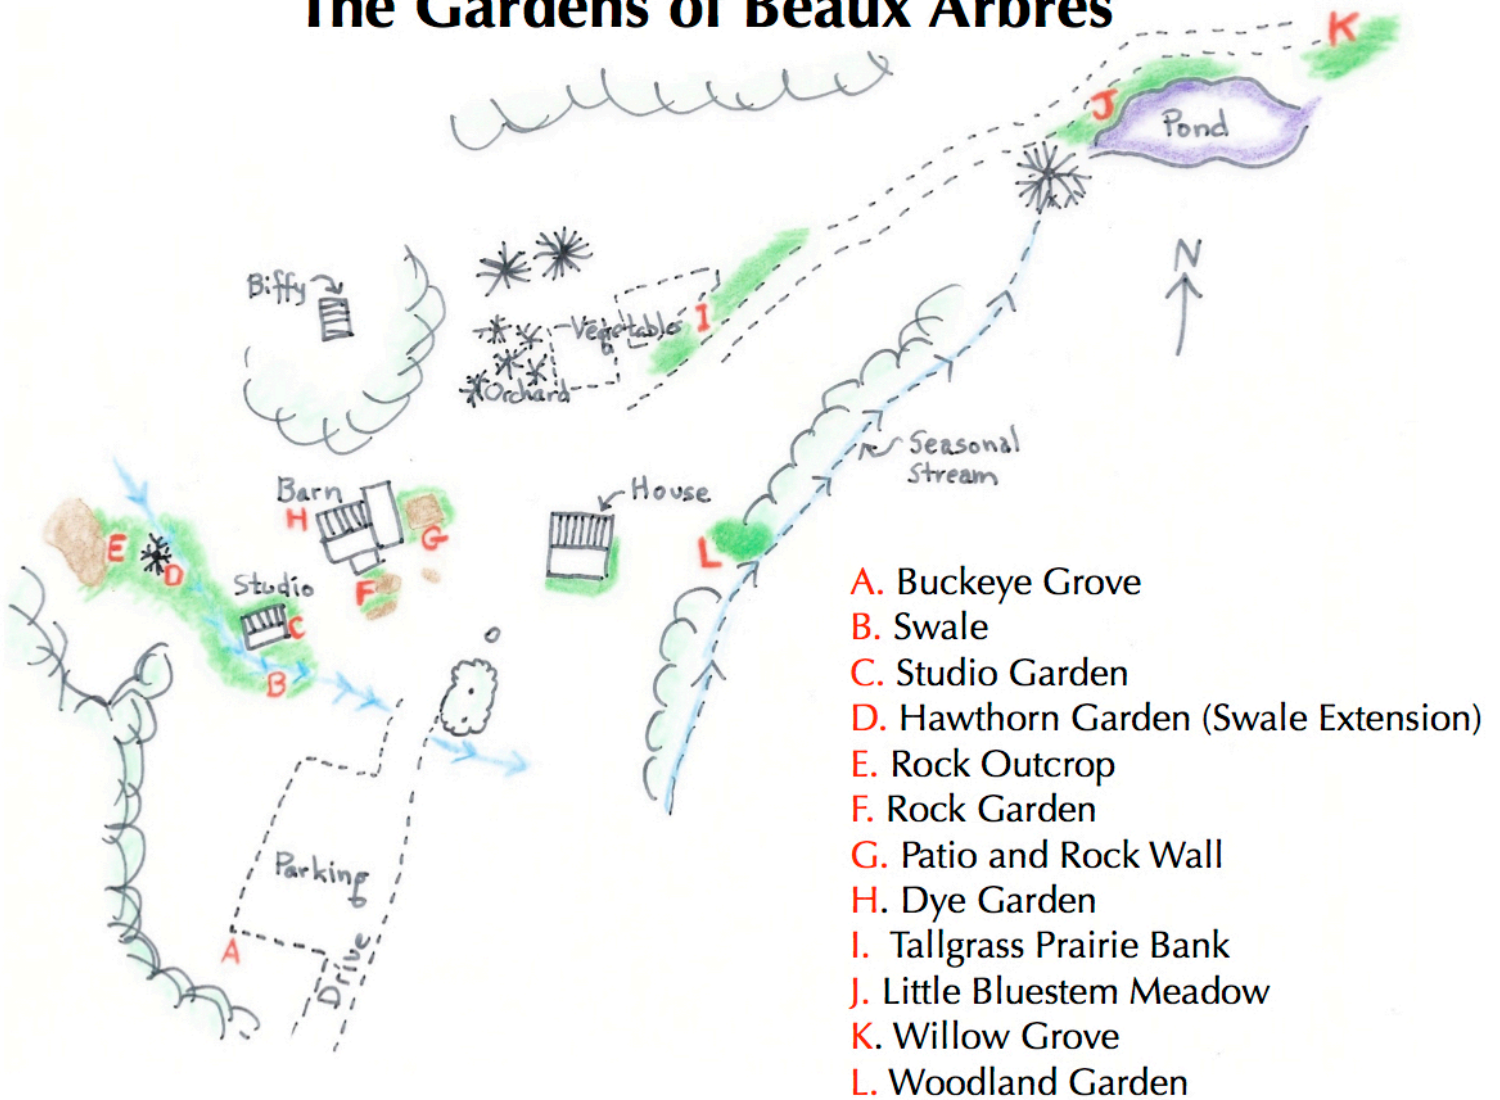 The Gardens of Beaux Arbres
K
J
Pond
N
Biffy
Vegetables
I
Orchard
Seasonal
Stream
Barn
House
H
G
E
D
L
Studio
F
C
B
Parking
A
Drive
A. Buckeye Grove
B. Swale
C. Studio Garden
D. Hawthorn Garden (Swale Extension)
E. Rock Outcrop
F. Rock Garden
G. Patio and Rock Wall
H. Dye Garden
I. Tallgrass Prairie Bank
J. Little Bluestem Meadow
K. Willow Grove
L. Woodland Garden